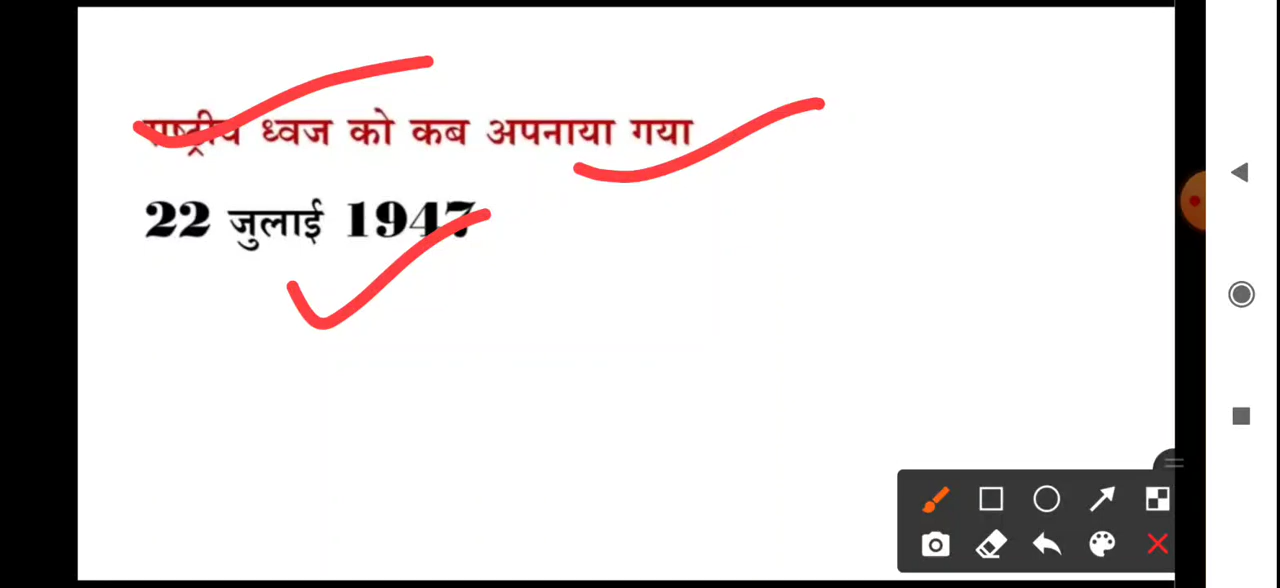 राष्ट्रीय ध्वज को कब अपनाया गया
22 जुलाई 1947